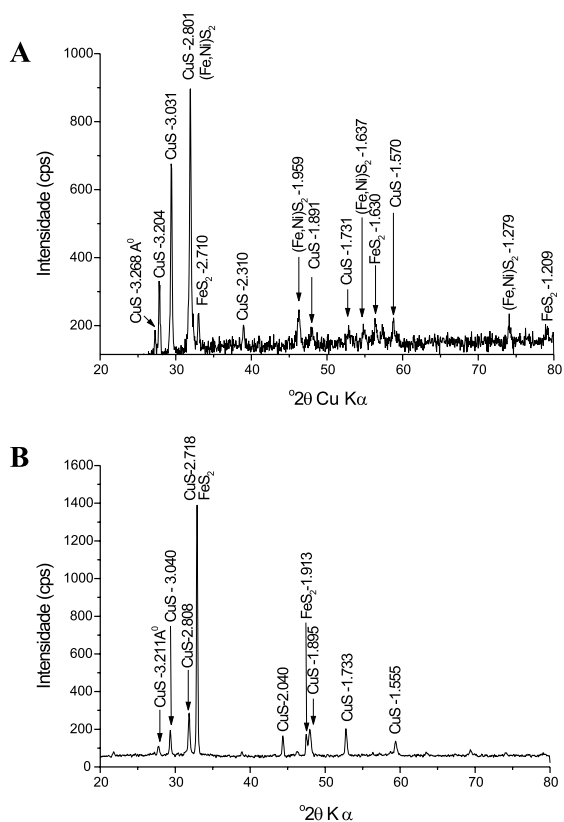 A
Intensidade (cps)
1000
800
600
400
200
CuS -3.268 A⁰
CuS -3.204
CuS -3.031
CuS -2.801
(Fe,Ni)S₂
FeS₂ -2.710
CuS -2.310
(Fe,Ni)S₂ -1.959
CuS -1.891
CuS -1.731
(Fe,Ni)S₂ -1.637
FeS₂ -1.630
CuS -1.570
(Fe,Ni)S₂ -1.279
FeS₂ -1.209
20 30 40 50 60 70 80
°2θ Cu Kα
B
Intensidade (cps)
1600
1400
1200
1000
800
600
400
200
0
CuS -3.211A⁰
CuS - 3.040
CuS-2.808
CuS-2.718
FeS₂
CuS-2.040
FeS₂-1.913
CuS -1.895
CuS -1.733
CuS -1.555
20 30 40 50 60 70 80
°2θ K α